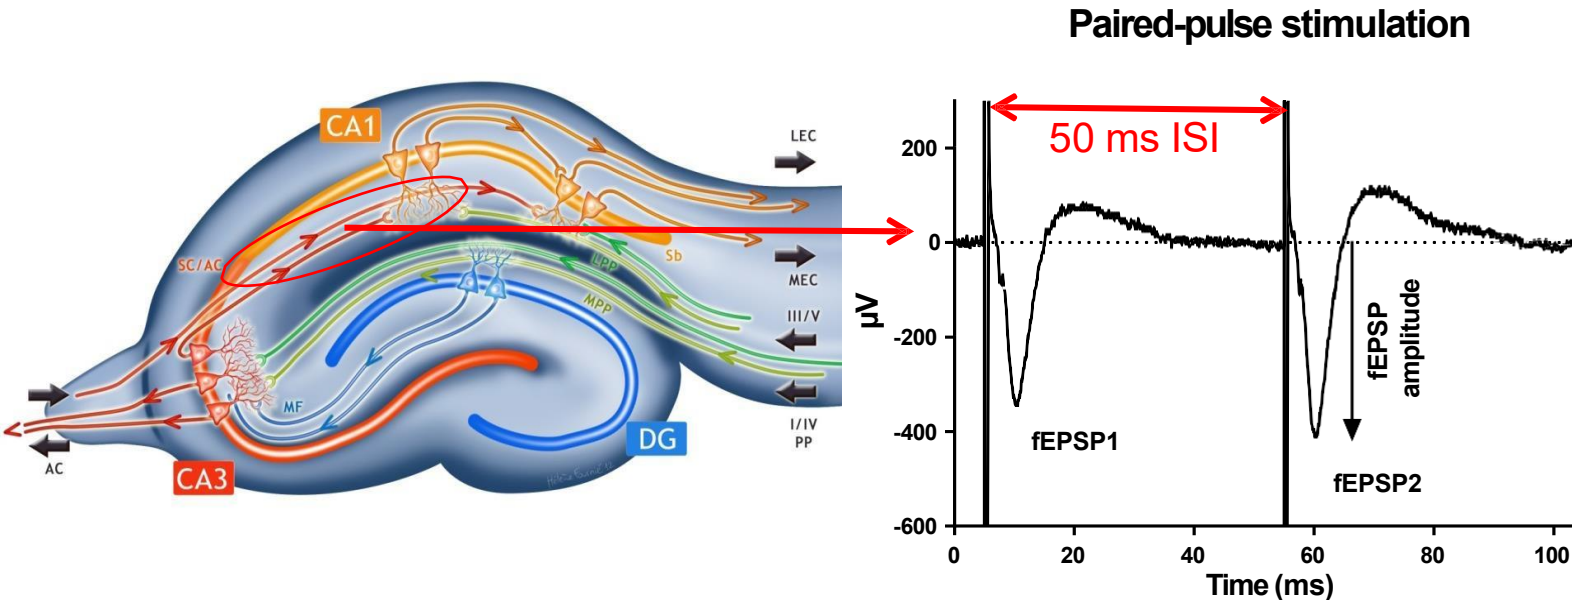 Paired-pulse stimulation
CA1
LEC
SC/AC
LPP
Sb
MPP
MEC
III/V
MF
I/IV
PP
DG
AC
CA3
50 ms ISI
200
0
-200
-400
-600
µV
fEPSP1
fEPSP
amplitude
fEPSP2
0
20
40
60
80
100
Time (ms)